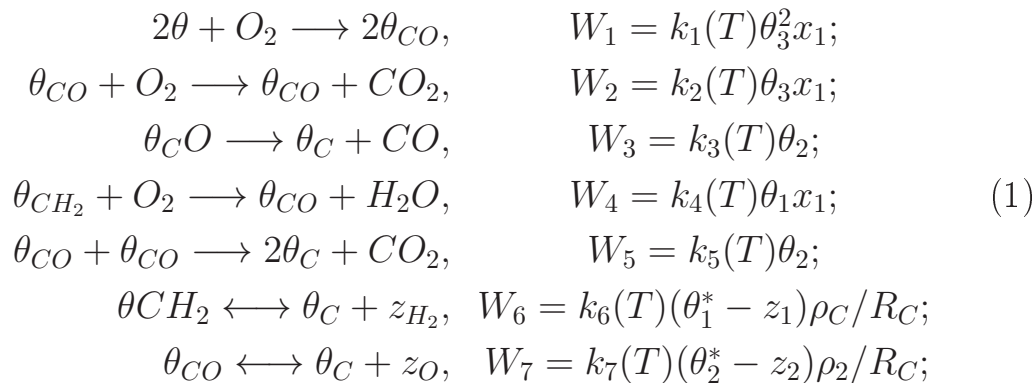 2θ + O₂ ⟶ 2θ_{CO}, W₁ = k₁(T)θ₃²x₁;
θ_{CO} + O₂ ⟶ θ_{CO} + CO₂, W₂ = k₂(T)θ₃x₁;
θ_CO ⟶ θ_C + CO, W₃ = k₃(T)θ₂;
θ_{CH₂} + O₂ ⟶ θ_{CO} + H₂O, W₄ = k₄(T)θ₁x₁; (1)
θ_{CO} + θ_{CO} ⟶ 2θ_C + CO₂, W₅ = k₅(T)θ₂;
θCH₂ ⟷ θ_C + z_{H₂}, W₆ = k₆(T)(θ₁* − z₁)ρ_C/R_C;
θ_{CO} ⟷ θ_C + z_O, W₇ = k₇(T)(θ₂* − z₂)ρ₂/R_C;